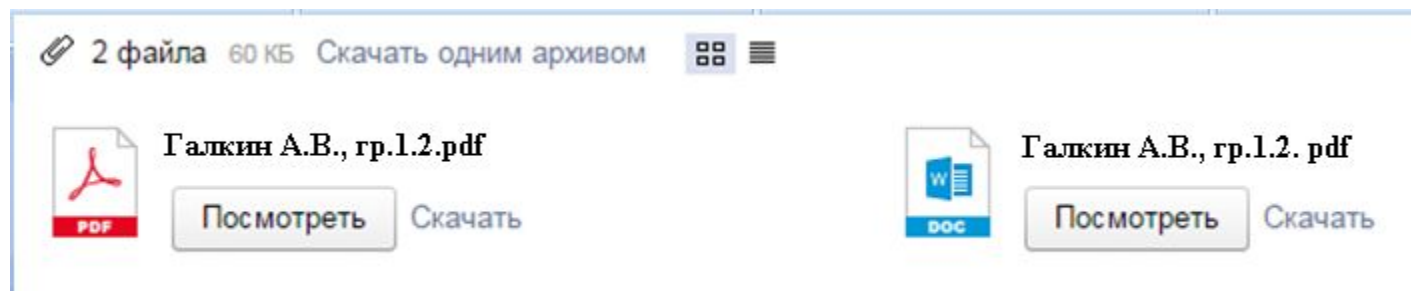 2 файла 60 КБ Скачать одним архивом
Галкин А.В., гр.1.2.pdf
Посмотреть Скачать
PDF
Галкин А.В., гр.1.2. pdf
Посмотреть Скачать
W
DOC